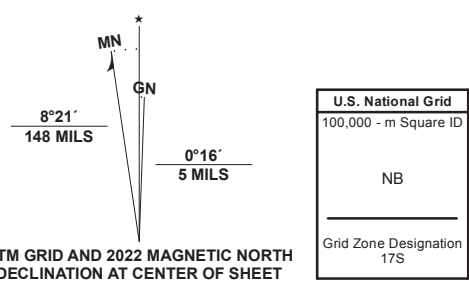 MN
GN
8°21´
148 MILS
0°16´
5 MILS
TM GRID AND 2022 MAGNETIC NORTH
DECLINATION AT CENTER OF SHEET
U.S. National Grid
100,000 - m Square ID
NB
Grid Zone Designation
17S